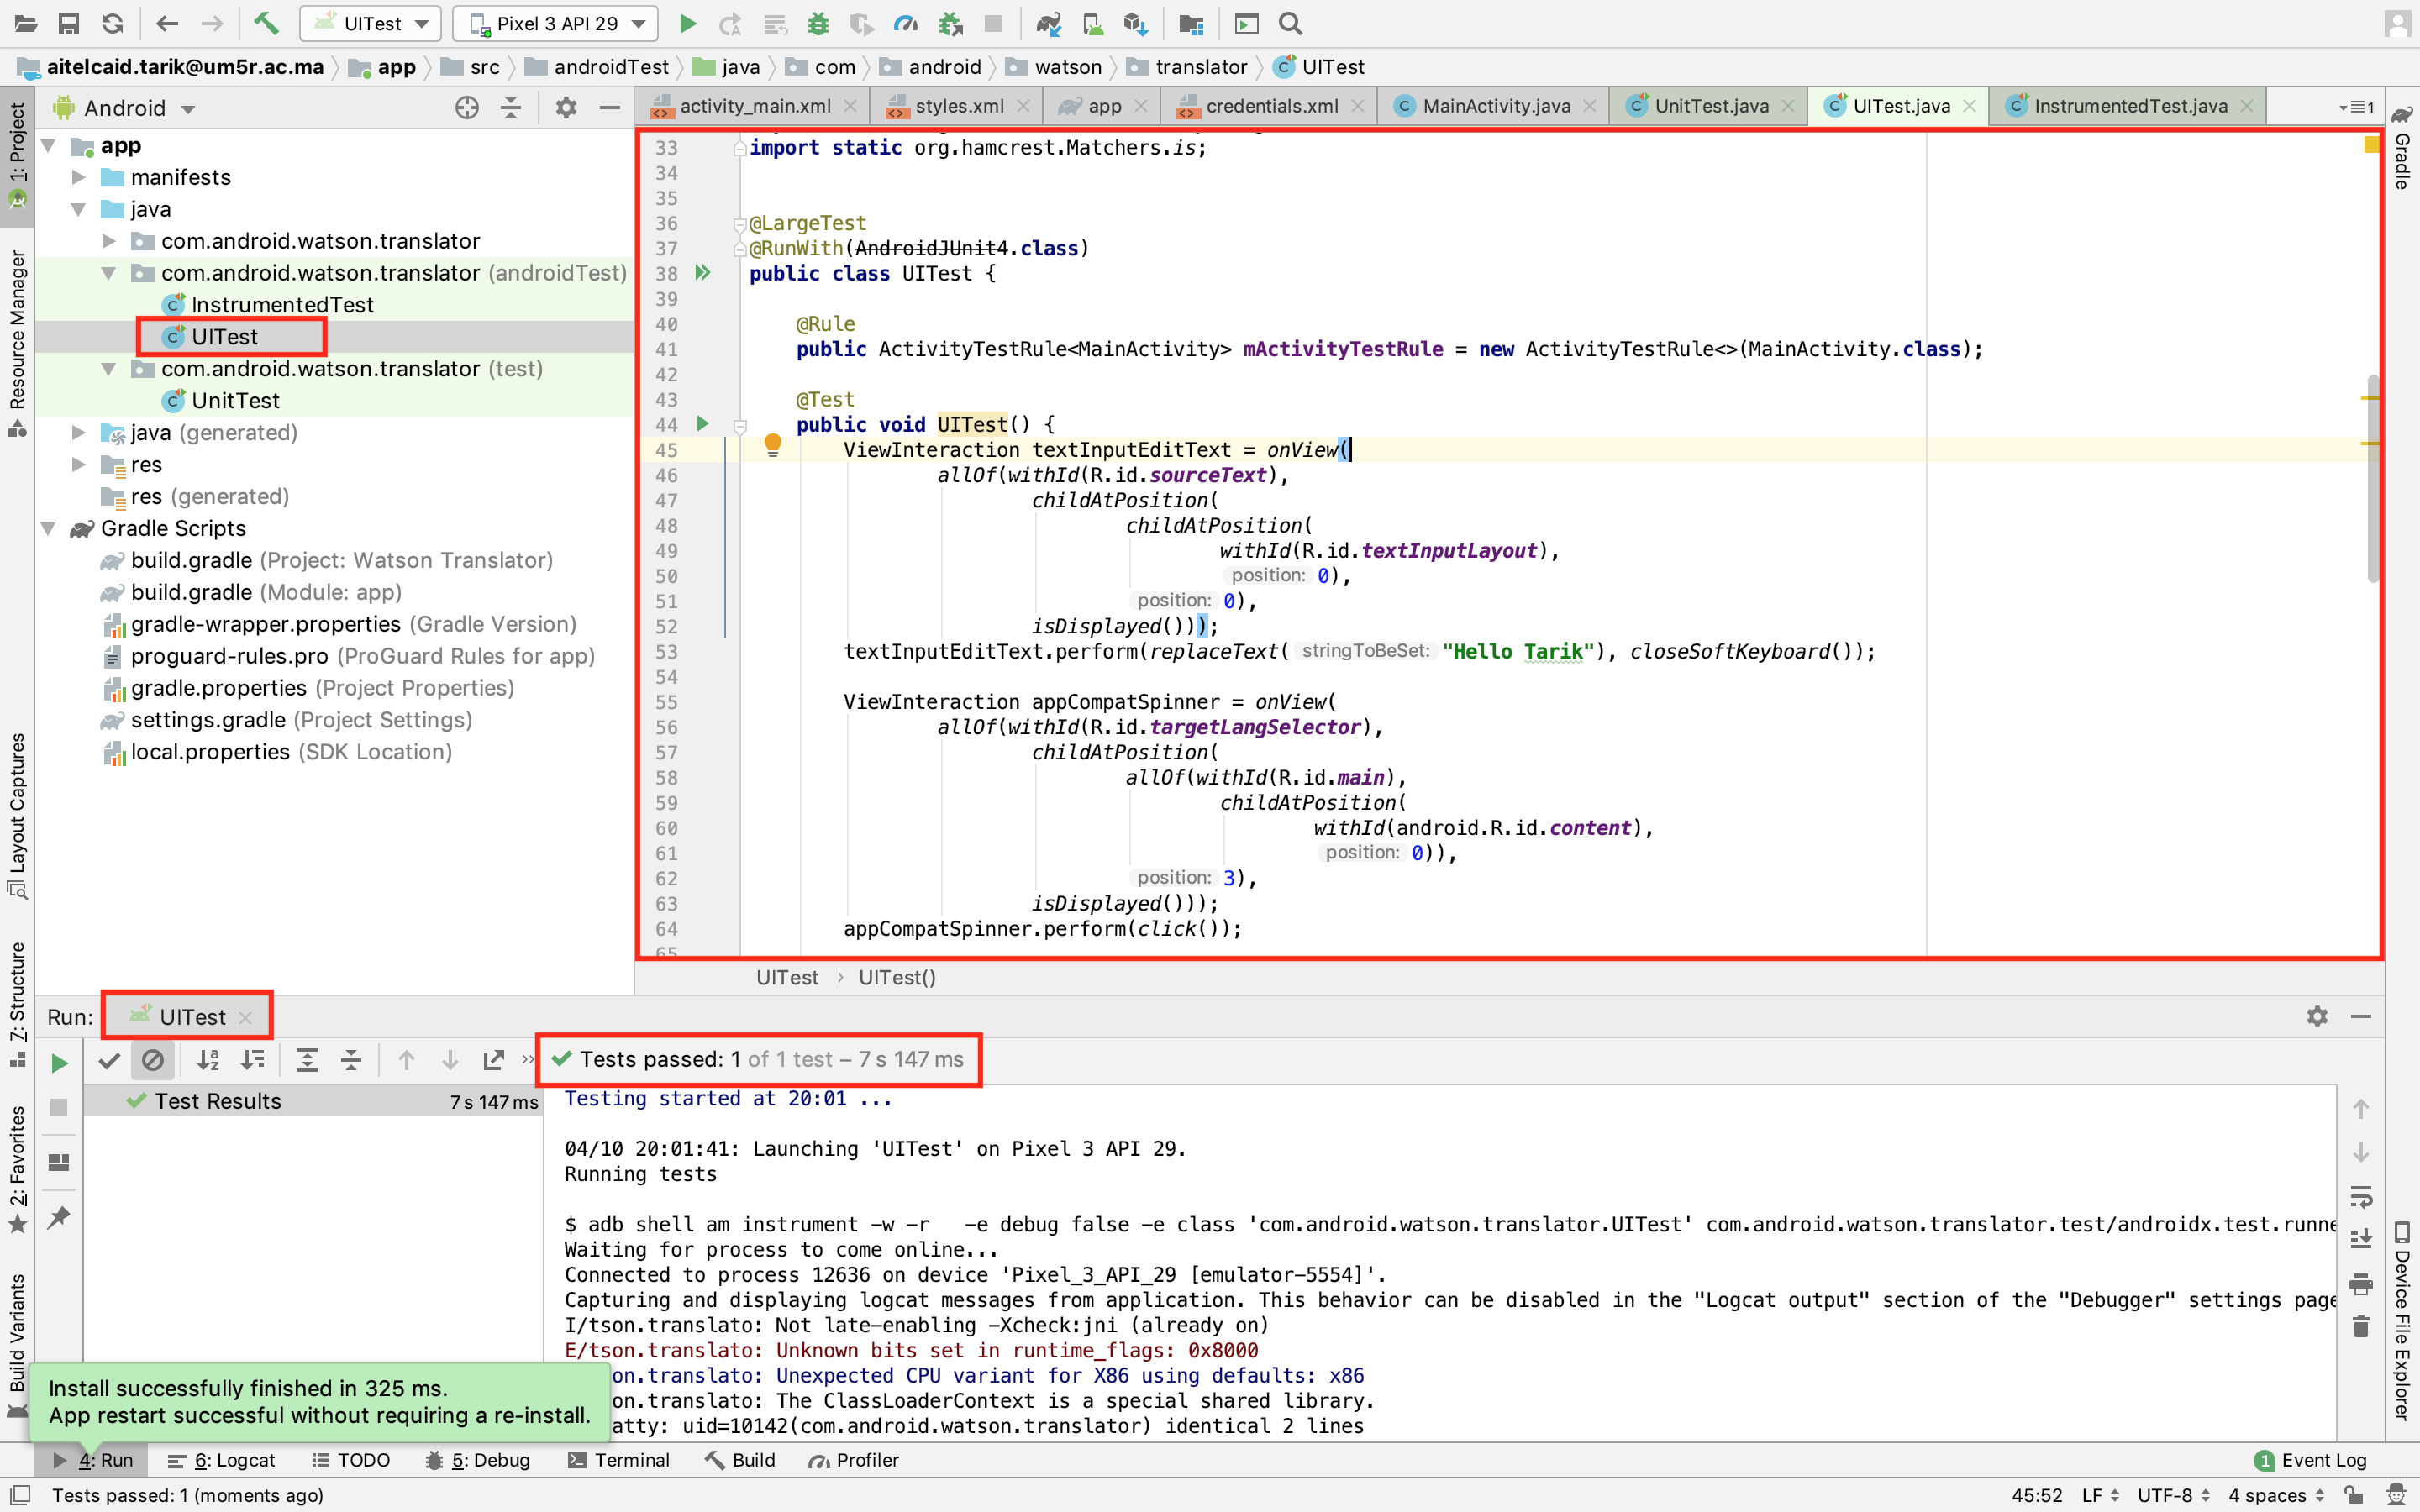 UITest
Pixel 3 API 29
aitelcaid.tarik@um5r.ac.ma
app
src
androidTest
java
com
android
watson
translator
UITest
Android
activity_main.xml
styles.xml
app
credentials.xml
MainActivity.java
UnitTest.java
UITest.java
InstrumentedTest.java
1
1: Project
Resource Manager
Layout Captures
Z: Structure
2: Favorites
Build Variants
Gradle
Device File Explorer
app
manifests
java
com.android.watson.translator
com.android.watson.translator (androidTest)
InstrumentedTest
UITest
com.android.watson.translator (test)
UnitTest
java (generated)
res
res (generated)
Gradle Scripts
build.gradle (Project: Watson Translator)
build.gradle (Module: app)
gradle-wrapper.properties (Gradle Version)
proguard-rules.pro (ProGuard Rules for app)
gradle.properties (Project Properties)
settings.gradle (Project Settings)
local.properties (SDK Location)
33 import static org.hamcrest.Matchers.is;
34
35
36 @LargeTest
37 @RunWith(AndroidJUnit4.class)
38 public class UITest {
39
40 @Rule
41 public ActivityTestRule<MainActivity> mActivityTestRule = new ActivityTestRule<>(MainActivity.class);
42
43 @Test
44 public void UITest() {
45 ViewInteraction textInputEditText = onView(
46 allOf(withId(R.id.sourceText),
47 childAtPosition(
48 childAtPosition(
49 withId(R.id.textInputLayout),
50 position: 0),
51 position: 0),
52 isDisplayed()));
53 textInputEditText.perform(replaceText( stringToBeSet: "Hello Tarik"), closeSoftKeyboard());
54
55 ViewInteraction appCompatSpinner = onView(
56 allOf(withId(R.id.targetLangSelector),
57 childAtPosition(
58 allOf(withId(R.id.main),
59 childAtPosition(
60 withId(android.R.id.content),
61 position: 0)),
62 position: 3),
63 isDisplayed()));
64 appCompatSpinner.perform(click());
65
UITest › UITest()
Run:
UITest
Tests passed: 1 of 1 test – 7 s 147 ms
Test Results 7 s 147 ms
Testing started at 20:01 ...
04/10 20:01:41: Launching 'UITest' on Pixel 3 API 29.
Running tests
$ adb shell am instrument -w -r   -e debug false -e class 'com.android.watson.translator.UITest' com.android.watson.translator.test/androidx.test.runne
Waiting for process to come online...
Connected to process 12636 on device 'Pixel_3_API_29 [emulator-5554]'.
Capturing and displaying logcat messages from application. This behavior can be disabled in the "Logcat output" section of the "Debugger" settings page
I/tson.translato: Not late-enabling -Xcheck:jni (already on)
E/tson.translato: Unknown bits set in runtime_flags: 0x8000
on.translato: Unexpected CPU variant for X86 using defaults: x86
on.translato: The ClassLoaderContext is a special shared library.
atty: uid=10142(com.android.watson.translator) identical 2 lines
Install successfully finished in 325 ms.
App restart successful without requiring a re-install.
4: Run
6: Logcat
TODO
5: Debug
Terminal
Build
Profiler
1 Event Log
Tests passed: 1 (moments ago)
45:52
LF
UTF-8
4 spaces